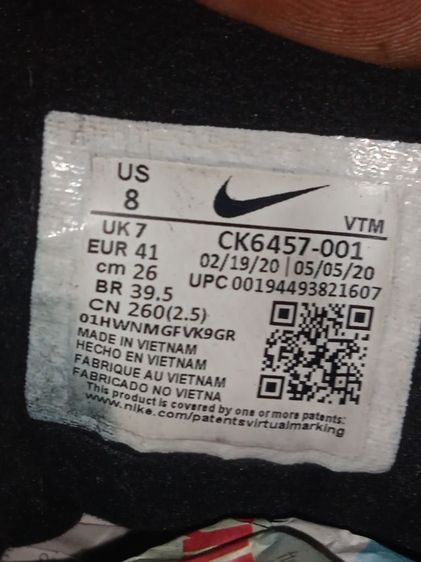 US
8
VTM
UK 7
EUR 41
cm 26
BR 39.5
CN 260(2.5)
CK6457-001
02/19/20 | 05/05/20
UPC 00194493821607
01HWNMGFVK9GR
MADE IN VIETNAM
HECHO EN VIETNAM
FABRIQUE AU VIETNAM
FABRICADO NO VIETNA
This product is covered by one or more patents:
www.nike.com/patentsvirtualmarking